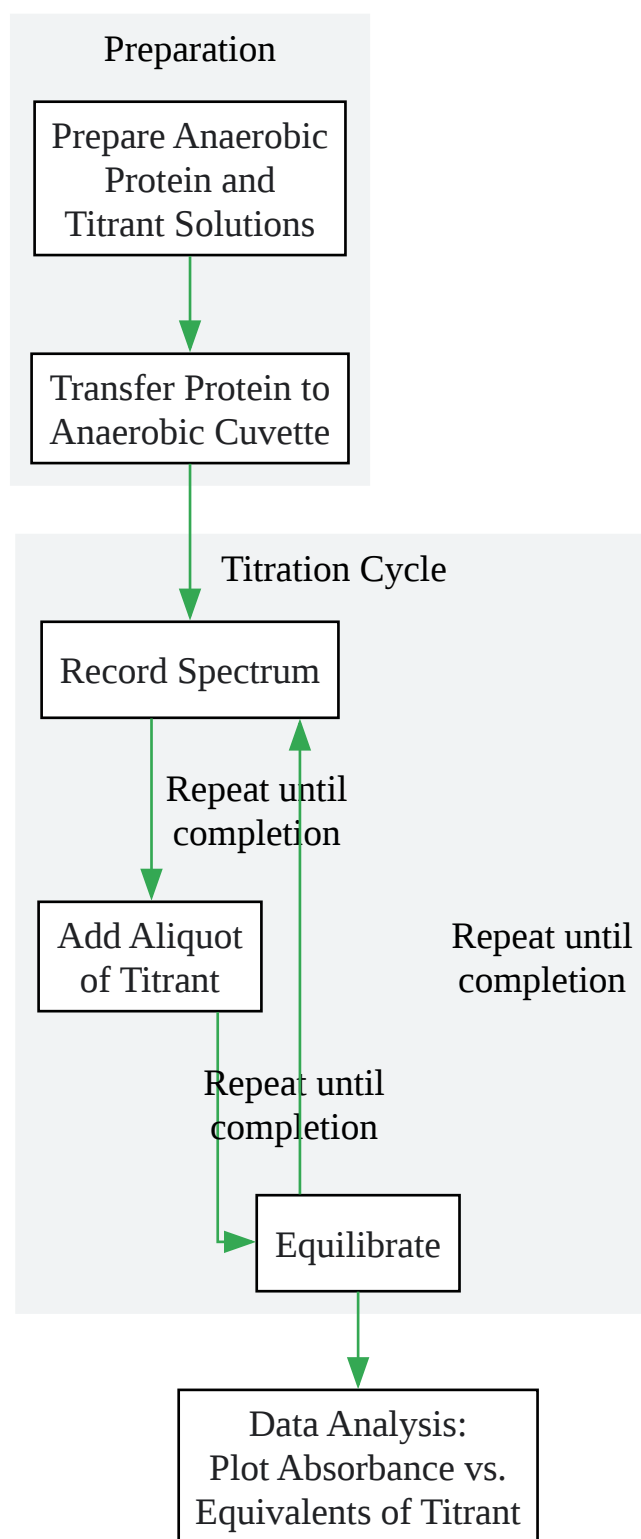 Preparation
Prepare Anaerobic
Protein and
Titrant Solutions
Transfer Protein to
Anaerobic Cuvette
Titration Cycle
Record Spectrum
Repeat until
completion
Add Aliquot
of Titrant
Repeat until
completion
Repeat until
completion
Equilibrate
Data Analysis:
Plot Absorbance vs.
Equivalents of Titrant